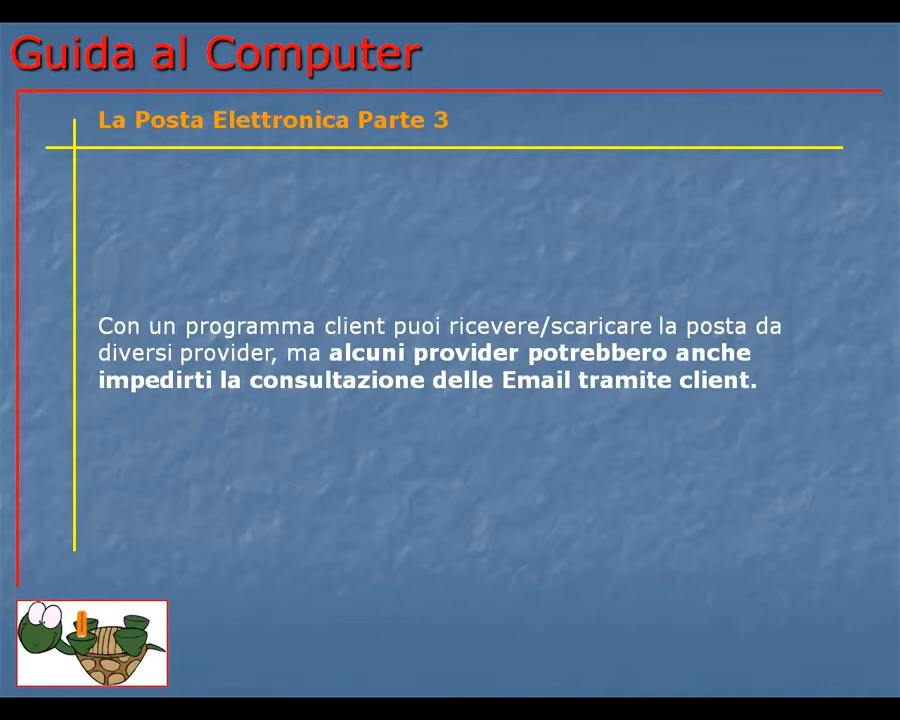 Guida al Computer
La Posta Elettronica Parte 3
Con un programma client puoi ricevere/scaricare la posta da
diversi provider, ma alcuni provider potrebbero anche
impedirti la consultazione delle Email tramite client.